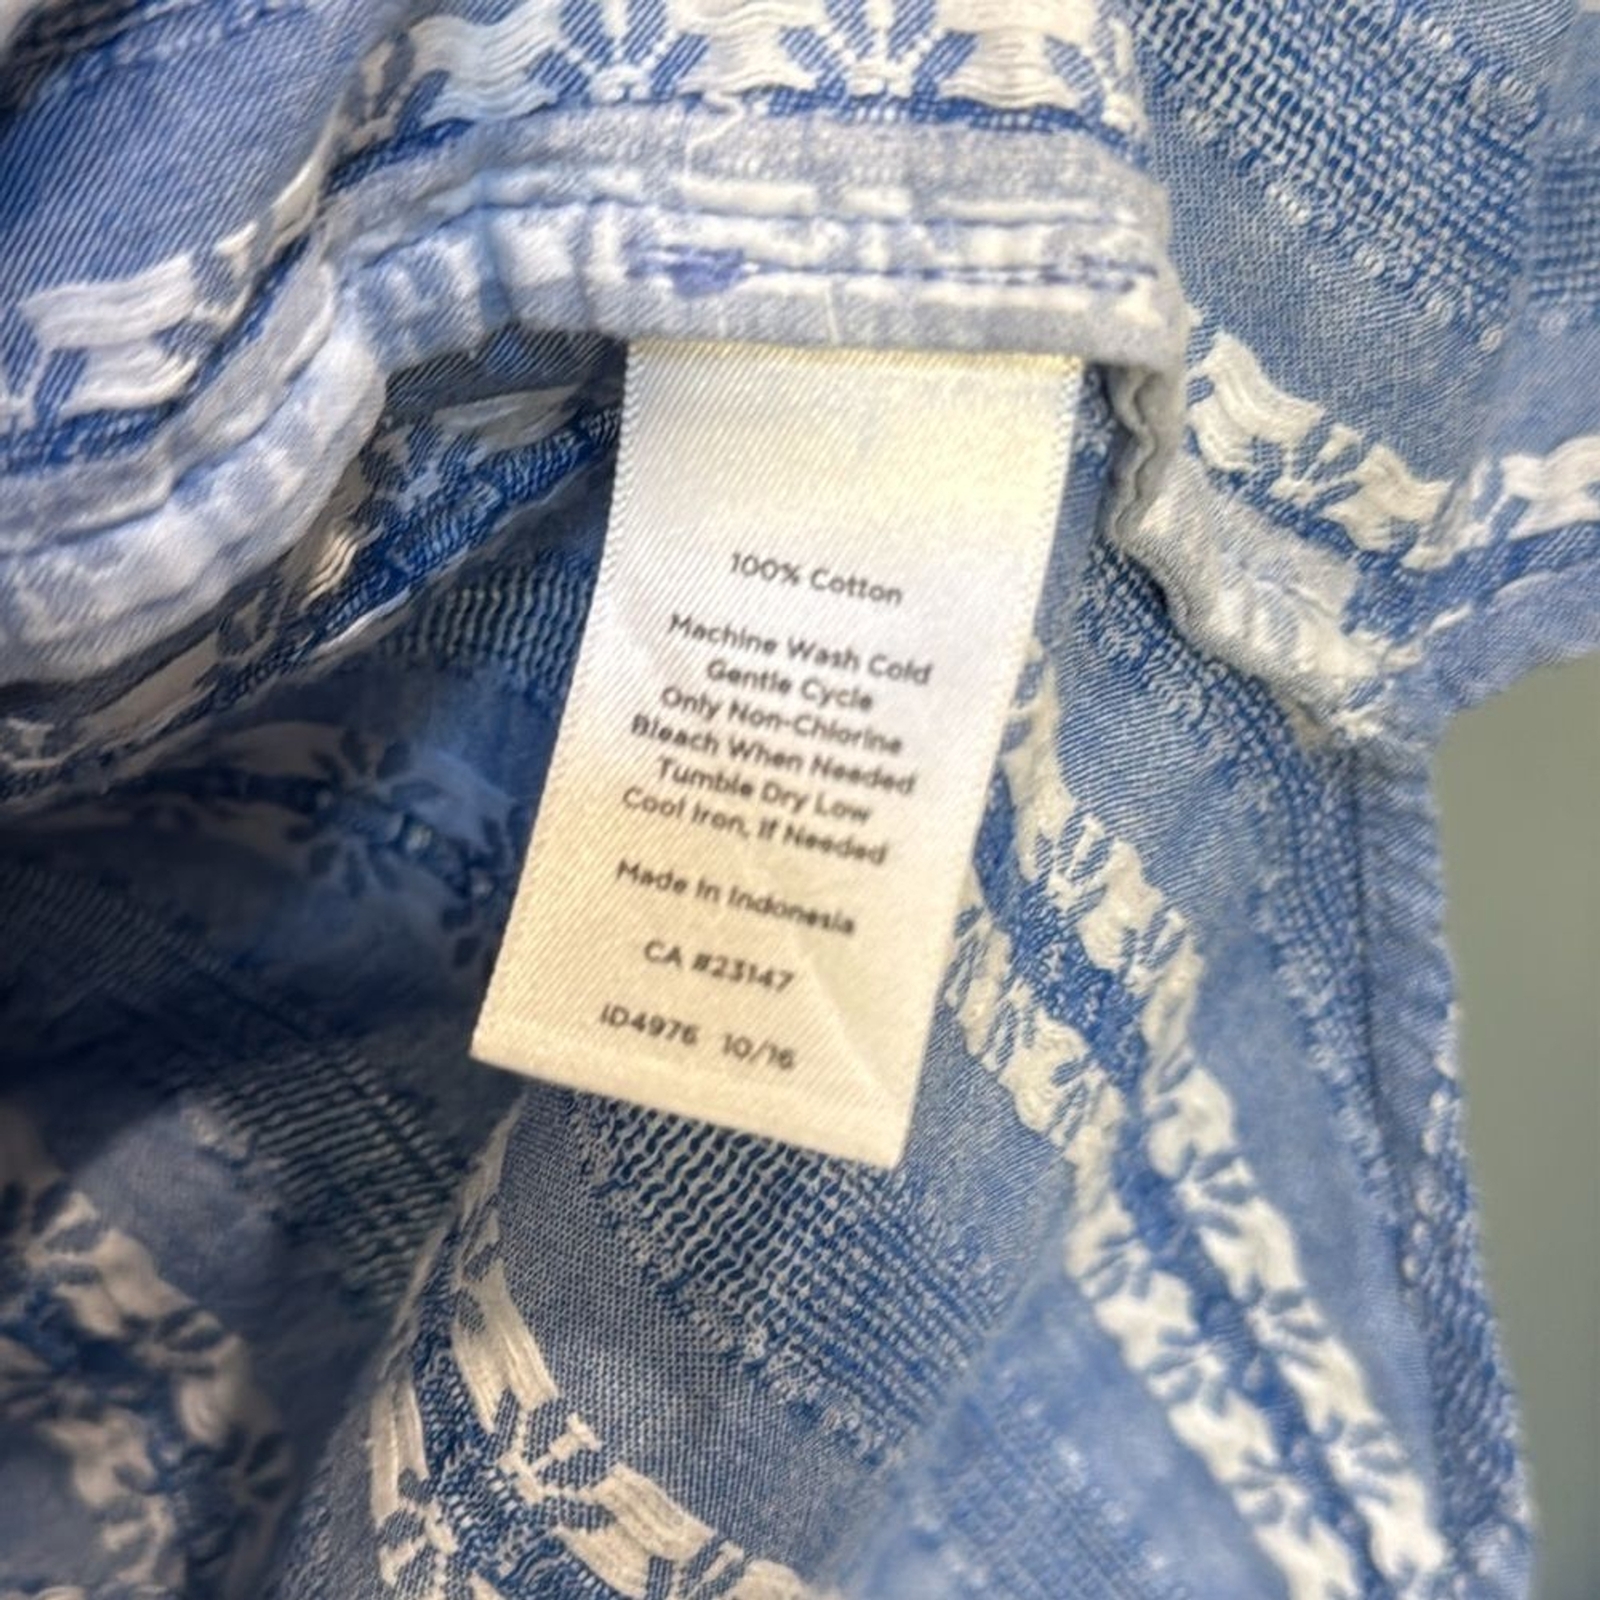 100% Cotton
Machine Wash Cold
Gentle Cycle
Only Non-Chlorine
Bleach When Needed
Tumble Dry Low
Cool Iron, If Needed
Made In Indonesia
CA #23147
ID4976 10/16